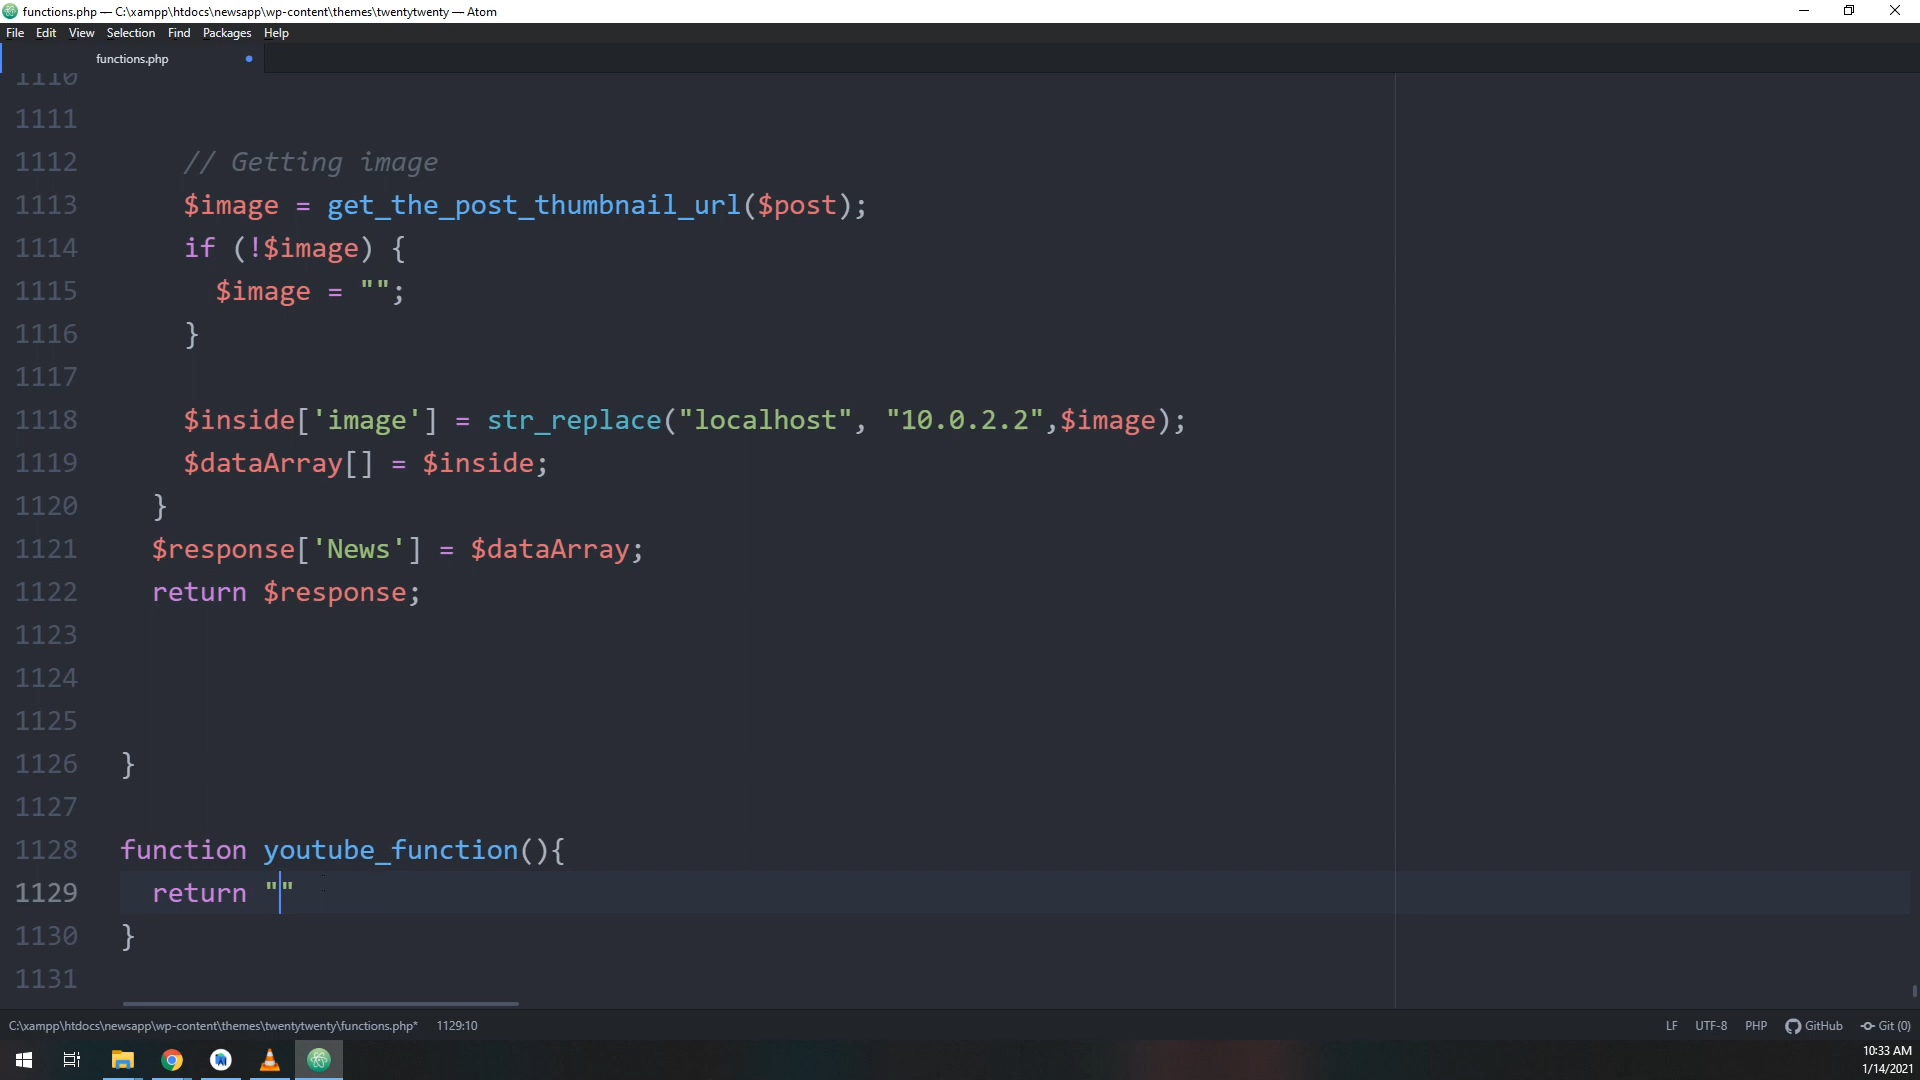 functions.php — C:\xampp\htdocs\newsapp\wp-content\themes\twentytwenty — Atom
File Edit View Selection Find Packages Help
functions.php
1110
1111
1112 // Getting image
1113 $image = get_the_post_thumbnail_url($post);
1114 if (!$image) {
1115 $image = "";
1116 }
1117
1118 $inside['image'] = str_replace("localhost", "10.0.2.2",$image);
1119 $dataArray[] = $inside;
1120 }
1121 $response['News'] = $dataArray;
1122 return $response;
1123
1124
1125
1126 }
1127
1128 function youtube_function(){
1129 return ""
1130 }
1131
C:\xampp\htdocs\newsapp\wp-content\themes\twentytwenty\functions.php* 1129:10 LF UTF-8 PHP GitHub Git (0)
10:33 AM
1/14/2021